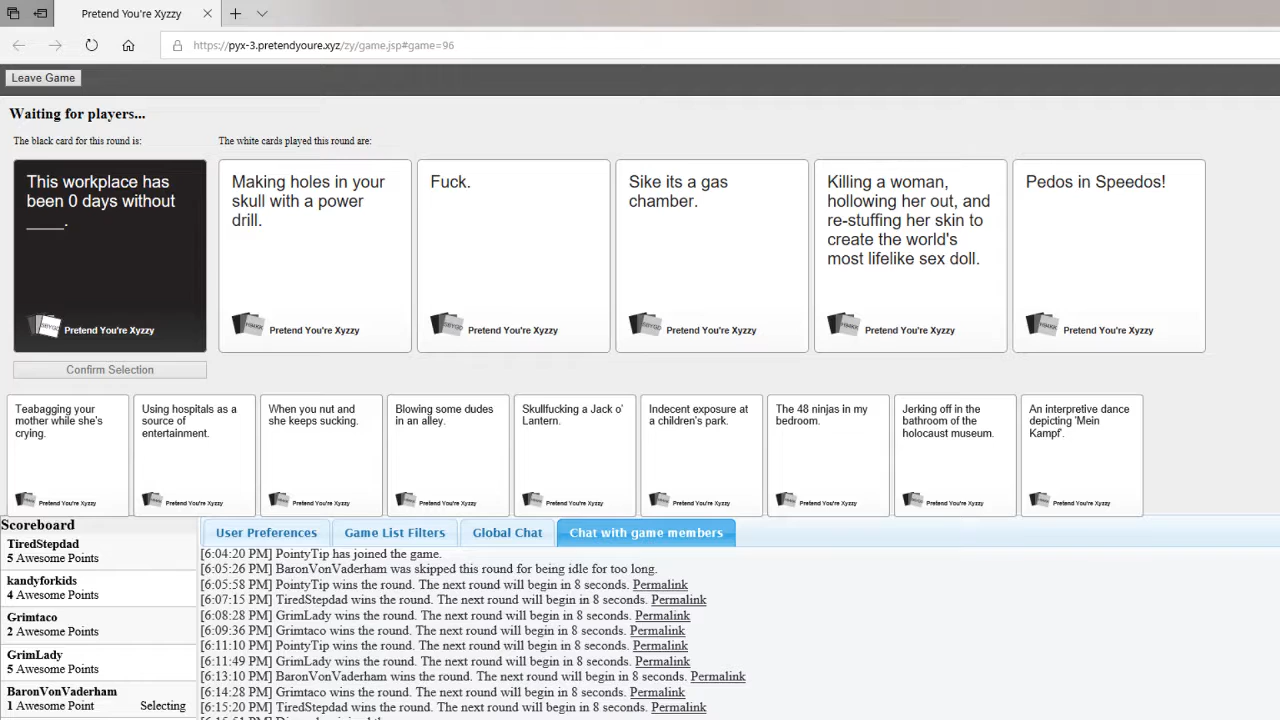 Pretend You're Xyzzy
https://pyx-3.pretendyoure.xyz/zy/game.jsp#game=96
Leave Game
Waiting for players...
The black card for this round is:
The white cards played this round are:
This workplace has
been 0 days without
____.
Pretend You're Xyzzy
Making holes in your
skull with a power
drill.
Pretend You're Xyzzy
Fuck.
Pretend You're Xyzzy
Sike its a gas
chamber.
Pretend You're Xyzzy
Killing a woman,
hollowing her out, and
re-stuffing her skin to
create the world's
most lifelike sex doll.
Pretend You're Xyzzy
Pedos in Speedos!
Pretend You're Xyzzy
Confirm Selection
Teabagging your
mother while she's
crying.
Pretend You're Xyzzy
Using hospitals as a
source of
entertainment.
Pretend You're Xyzzy
When you nut and
she keeps sucking.
Pretend You're Xyzzy
Blowing some dudes
in an alley.
Pretend You're Xyzzy
Skullfucking a Jack o'
Lantern.
Pretend You're Xyzzy
Indecent exposure at
a children's park.
Pretend You're Xyzzy
The 48 ninjas in my
bedroom.
Pretend You're Xyzzy
Jerking off in the
bathroom of the
holocaust museum.
Pretend You're Xyzzy
An interpretive dance
depicting 'Mein
Kampf'.
Pretend You're Xyzzy
Scoreboard
TiredStepdad
5 Awesome Points
kandyforkids
4 Awesome Points
Grimtaco
2 Awesome Points
GrimLady
5 Awesome Points
BaronVonVaderham
1 Awesome Point Selecting
User Preferences
Game List Filters
Global Chat
Chat with game members
[6:04:20 PM] PointyTip has joined the game.
[6:05:26 PM] BaronVonVaderham was skipped this round for being idle for too long.
[6:05:58 PM] PointyTip wins the round. The next round will begin in 8 seconds. Permalink
[6:07:15 PM] TiredStepdad wins the round. The next round will begin in 8 seconds. Permalink
[6:08:28 PM] GrimLady wins the round. The next round will begin in 8 seconds. Permalink
[6:09:36 PM] Grimtaco wins the round. The next round will begin in 8 seconds. Permalink
[6:11:10 PM] PointyTip wins the round. The next round will begin in 8 seconds. Permalink
[6:11:49 PM] GrimLady wins the round. The next round will begin in 8 seconds. Permalink
[6:13:10 PM] BaronVonVaderham wins the round. The next round will begin in 8 seconds. Permalink
[6:14:28 PM] Grimtaco wins the round. The next round will begin in 8 seconds. Permalink
[6:15:20 PM] TiredStepdad wins the round. The next round will begin in 8 seconds. Permalink